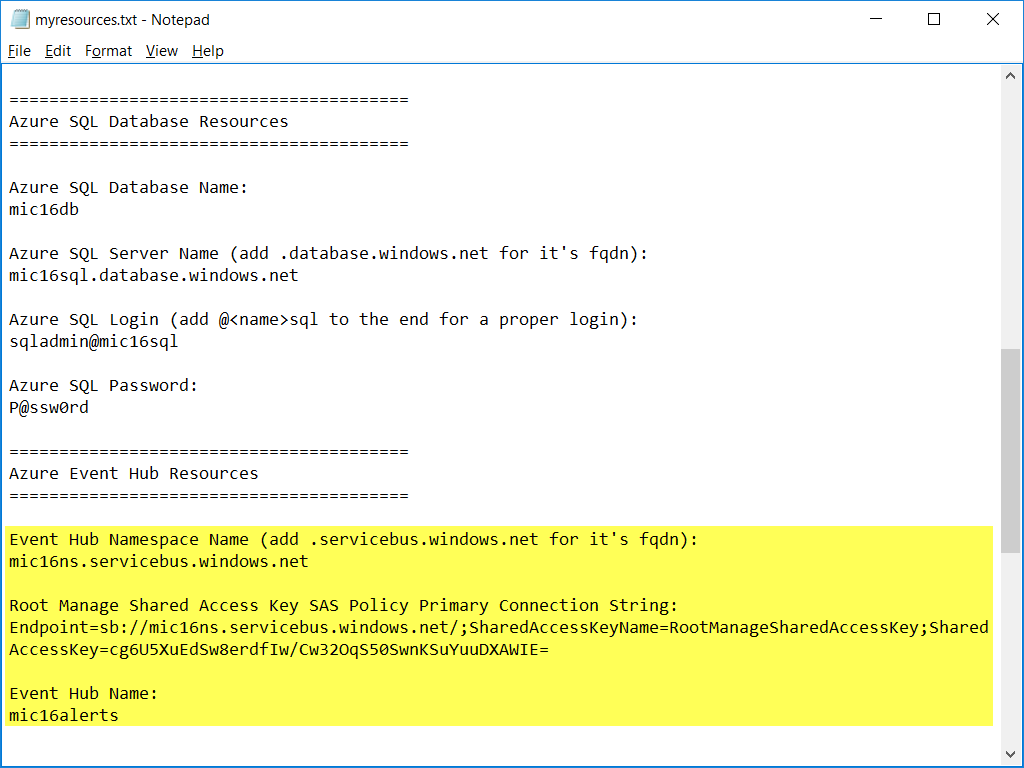 myresources.txt - Notepad
File Edit Format View Help
========================================
Azure SQL Database Resources
========================================
Azure SQL Database Name:
mic16db
Azure SQL Server Name (add .database.windows.net for it's fqdn):
mic16sql.database.windows.net
Azure SQL Login (add @<name>sql to the end for a proper login):
sqladmin@mic16sql
Azure SQL Password:
P@ssw0rd
========================================
Azure Event Hub Resources
========================================
Event Hub Namespace Name (add .servicebus.windows.net for it's fqdn):
mic16ns.servicebus.windows.net
Root Manage Shared Access Key SAS Policy Primary Connection String:
Endpoint=sb://mic16ns.servicebus.windows.net/;SharedAccessKeyName=RootManageSharedAccessKey;Shared
AccessKey=cg6U5XuEdSw8erdfIw/Cw32OqS50SwnKSuYuuDXAWIE=
Event Hub Name:
mic16alerts